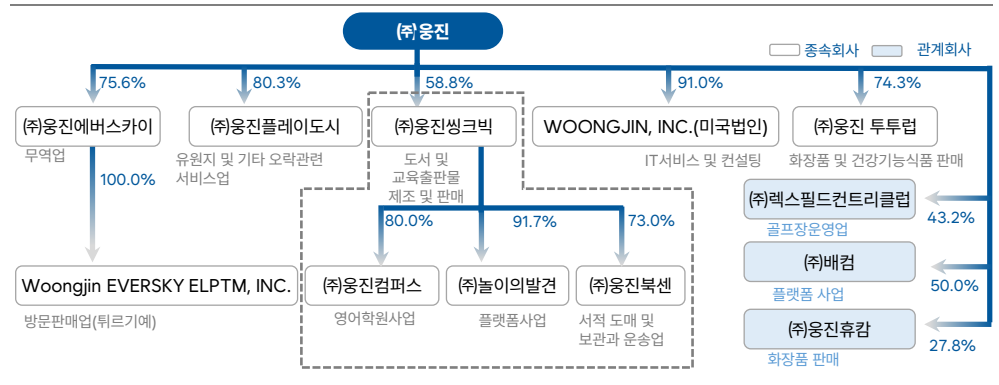 ㈜웅진
종속회사
관계회사
75.6%
80.3%
58.8%
91.0%
74.3%
㈜웅진에버스카이
㈜웅진플레이도시
㈜웅진씽크빅
WOONGJIN, INC.(미국법인)
㈜웅진 투투럽
무역업
유원지 및 기타 오락관련
서비스업
도서 및
교육출판물
제조 및 판매
IT서비스 및 컨설팅
화장품 및 건강기능식품 판매
100.0%
80.0%
91.7%
73.0%
㈜렉스필드컨트리클럽
43.2%
골프장운영업
㈜배컴
50.0%
플랫폼 사업
Woongjin EVERSKY ELPTM, INC.
㈜웅진컴퍼스
㈜놀이의발견
㈜웅진북센
방문판매업(튀르기예)
영어학원사업
플랫폼사업
서적 도매 및
보관과 운송업
㈜웅진휴캄
27.8%
화장품 판매